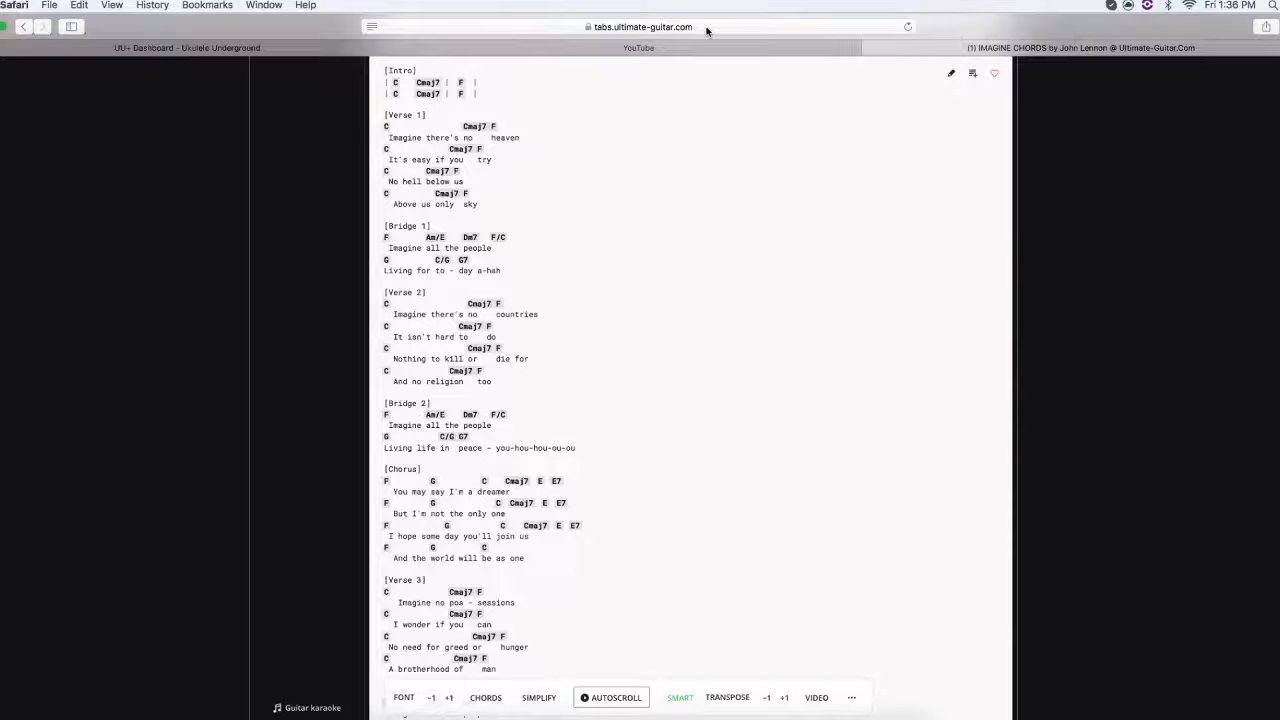 Safari File Edit View History Bookmarks Window Help Fri 1:36 PM
tabs.ultimate-guitar.com
UU+ Dashboard - Ukulele Underground YouTube (1) IMAGINE CHORDS by John Lennon @ Ultimate-Guitar.Com
[Intro]
| C Cmaj7 | F |
| C Cmaj7 | F |
[Verse 1]
C Cmaj7 F
Imagine there's no heaven
C Cmaj7 F
It's easy if you try
C Cmaj7 F
No hell below us
C Cmaj7 F
Above us only sky
[Bridge 1]
F Am/E Dm7 F/C
Imagine all the people
G C/G G7
Living for to - day a-hah
[Verse 2]
C Cmaj7 F
Imagine there's no countries
C Cmaj7 F
It isn't hard to do
C Cmaj7 F
Nothing to kill or die for
C Cmaj7 F
And no religion too
[Bridge 2]
F Am/E Dm7 F/C
Imagine all the people
G C/G G7
Living life in peace - you-hou-hou-ou-ou
[Chorus]
F G C Cmaj7 E E7
You may say I'm a dreamer
F G C Cmaj7 E E7
But I'm not the only one
F G C Cmaj7 E E7
I hope some day you'll join us
F G C
And the world will be as one
[Verse 3]
C Cmaj7 F
Imagine no pos - sessions
C Cmaj7 F
I wonder if you can
C Cmaj7 F
No need for greed or hunger
C Cmaj7 F
A brotherhood of man
FONT -1 +1 CHORDS SIMPLIFY AUTOSCROLL SMART TRANSPOSE -1 +1 VIDEO ...
Guitar karaoke